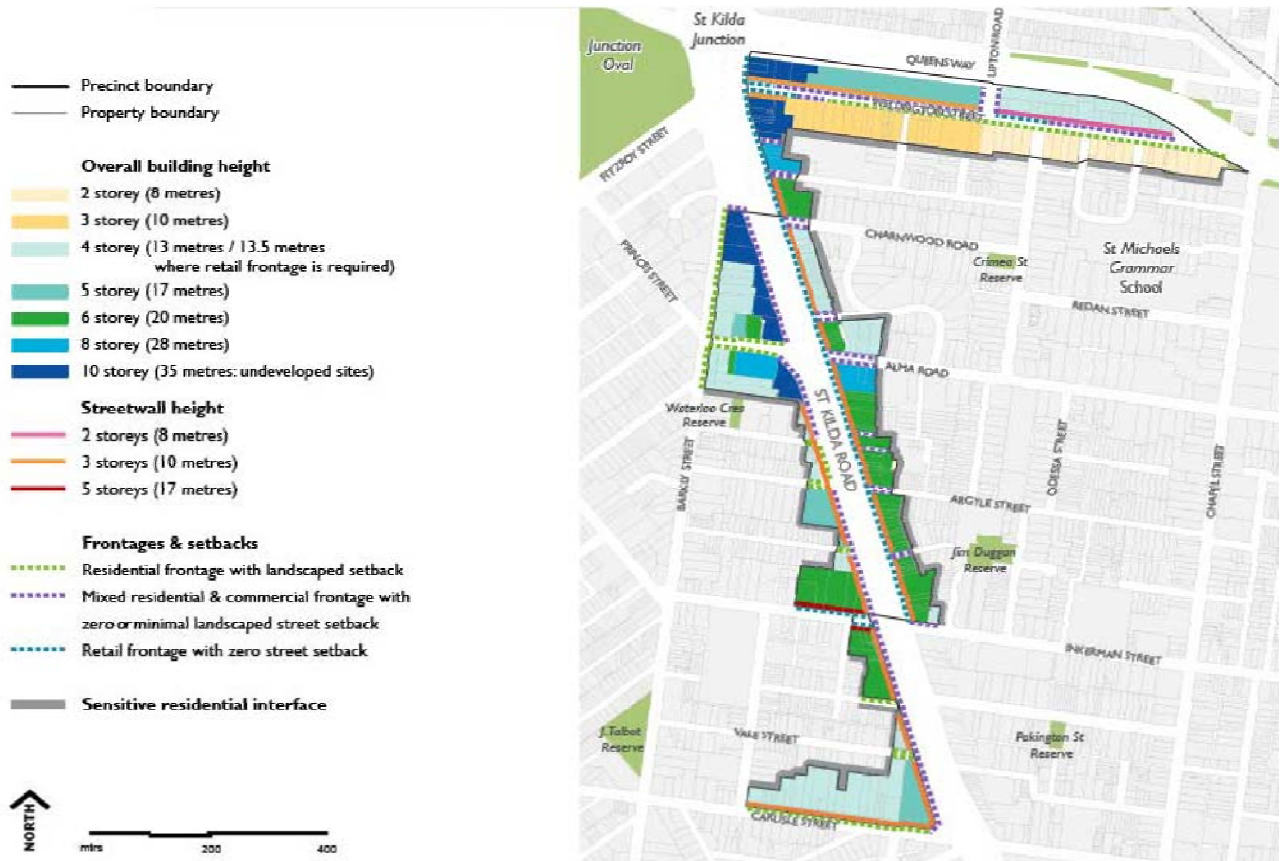 Precinct boundary
Property boundary
Overall building height
2 storey (8 metres)
3 storey (10 metres)
4 storey (13 metres / 13.5 metres
where retail frontage is required)
5 storey (17 metres)
6 storey (20 metres)
8 storey (28 metres)
10 storey (35 metres: undeveloped sites)
Streetwall height
2 storeys (8 metres)
3 storeys (10 metres)
5 storeys (17 metres)
Frontages & setbacks
Residential frontage with landscaped setback
Mixed residential & commercial frontage with
zero or minimal landscaped street setback
Retail frontage with zero street setback
Sensitive residential interface
NORTH
mtrs
200
400
St Kilda
Junction
Junction
Oval
QUEENSWAY
UPTON ROAD
WELLINGTON STREET
FITZROY STREET
PRINCES STREET
CHARNWOOD ROAD
Crimea St
Reserve
St Michaels
Grammar
School
REDAN STREET
ALMA ROAD
ST KILDA ROAD
Waterloo Cres
Reserve
BARKLY STREET
ODESSA STREET
CHAPEL STREET
ARGYLE STREET
Jim Duggan
Reserve
INKERMAN STREET
J.Talbot
Reserve
VALE STREET
Pakington St
Reserve
CARLISLE STREET